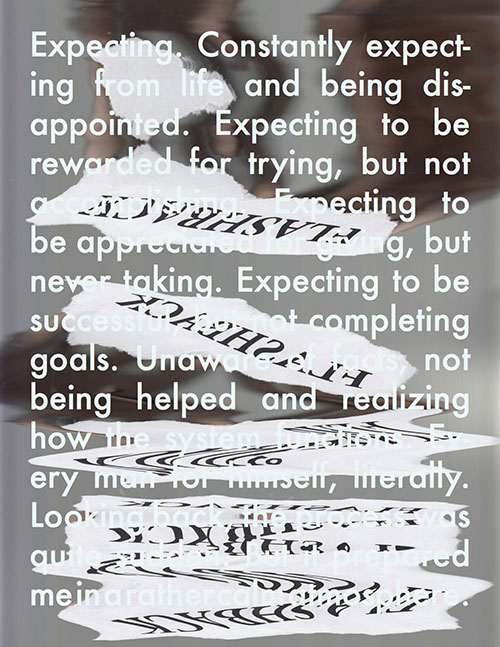 Expecting. Constantly expect-
ing from life and being dis-
appointed. Expecting to be
rewarded for trying, but not
accomplishing. Expecting to
be appreciated for giving, but
never taking. Expecting to be
successful, but not completing
goals. Unaware of facts, not
being helped and realizing
how the system functions. Ev-
ery man for himself, literally.
Looking back, the process was
quite sudden. But it prepared
me in a rather calm atmosphere.
FLASHBACK